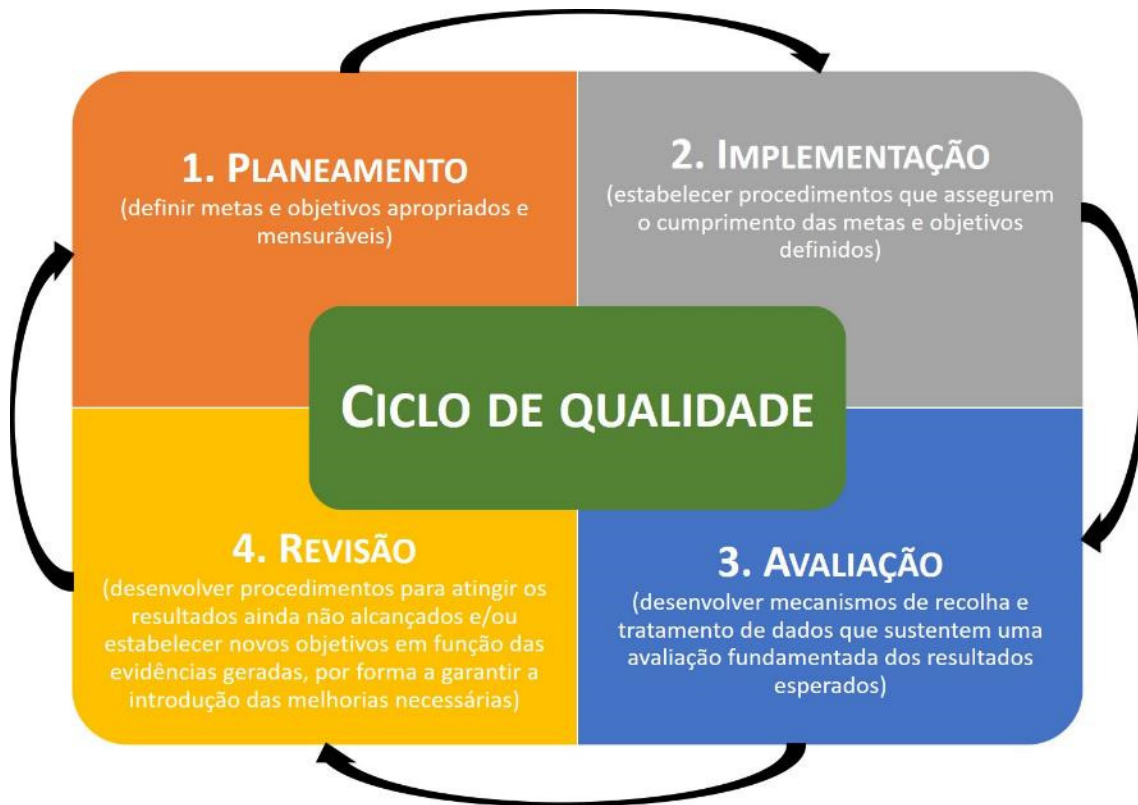 1. PLANEAMENTO
(definir metas e objetivos apropriados e
mensuráveis)
2. IMPLEMENTAÇÃO
(estabelecer procedimentos que assegurem
o cumprimento das metas e objetivos
definidos)
CICLO DE QUALIDADE
4. REVISÃO
(desenvolver procedimentos para atingir os
resultados ainda não alcançados e/ou
estabelecer novos objetivos em função das
evidências geradas, por forma a garantir a
introdução das melhorias necessárias)
3. AVALIAÇÃO
(desenvolver mecanismos de recolha e
tratamento de dados que sustentem uma
avaliação fundamentada dos resultados
esperados)